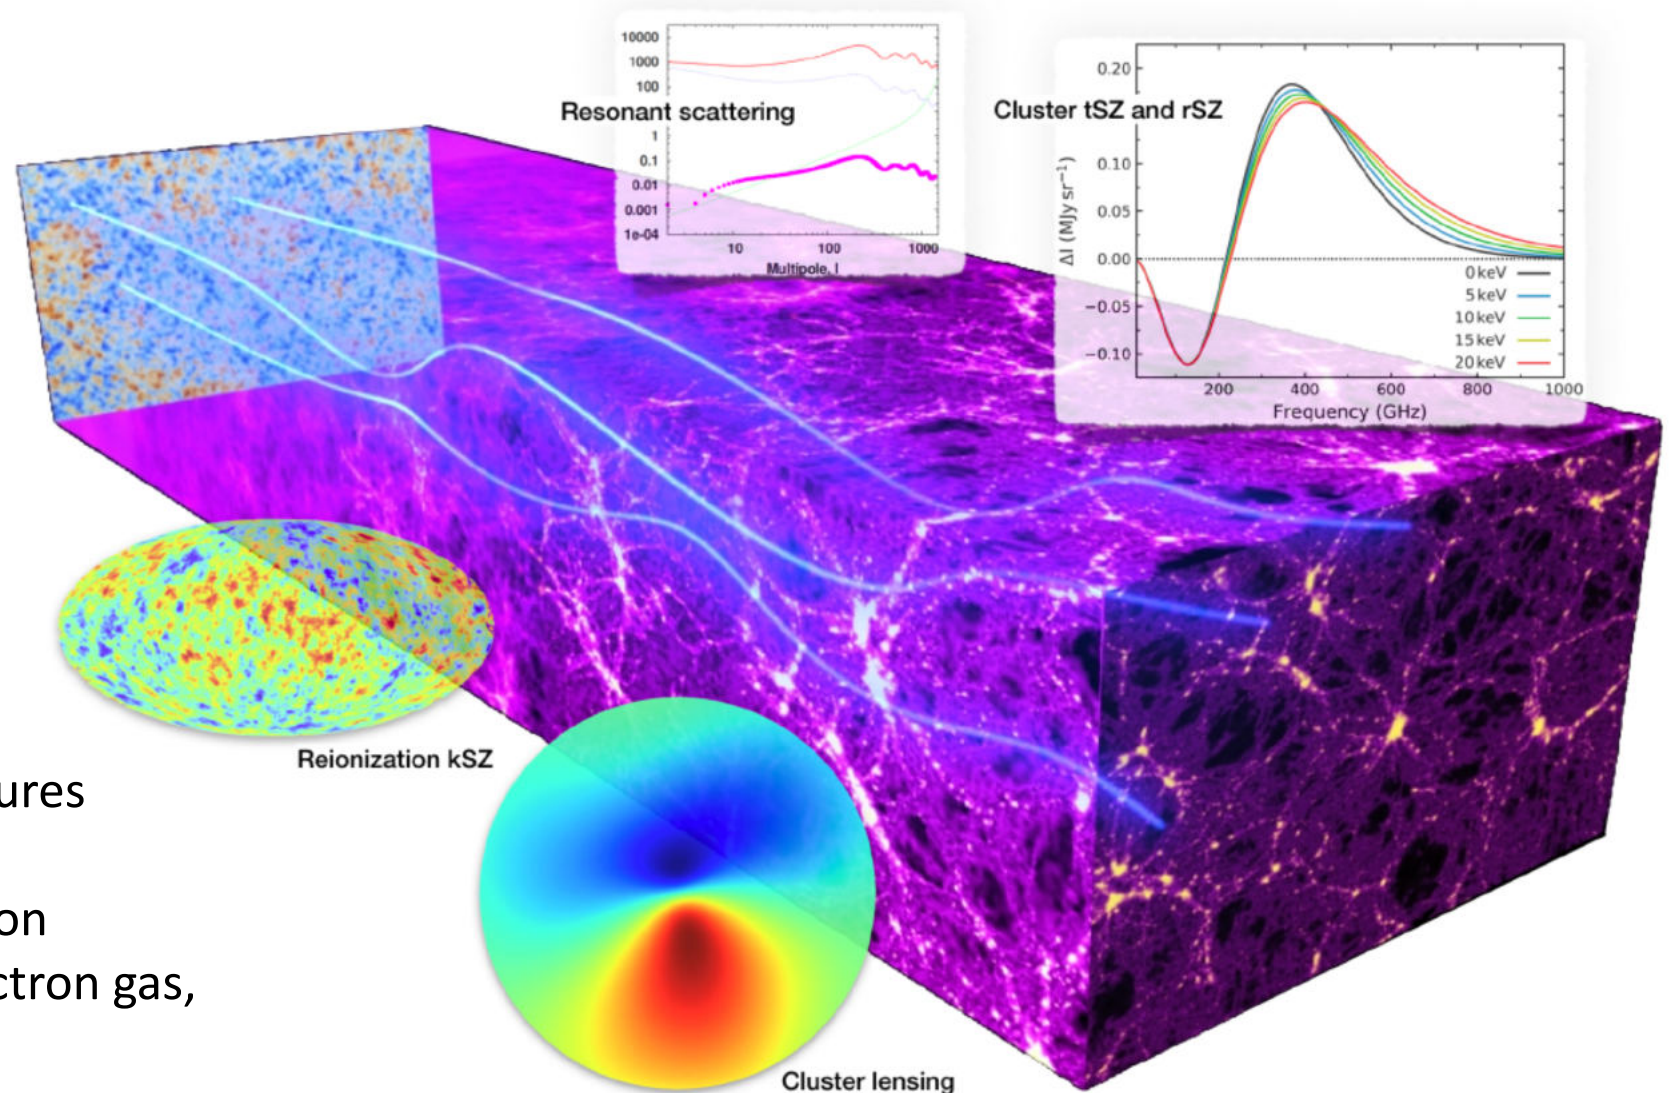 10000
1000
100
Resonant scattering
1
0.1
0.01
0.001
1e-04
10 100 1000
Multipole, l
Cluster tSZ and rSZ
0.20
0.10
0.05
0.00
−0.05
−0.10
ΔI (MJy sr⁻¹)
0 keV
5 keV
10 keV
15 keV
20 keV
200 400 600 800 1000
Frequency (GHz)
Reionization kSZ
ures
on
ctron gas,
Cluster lensing